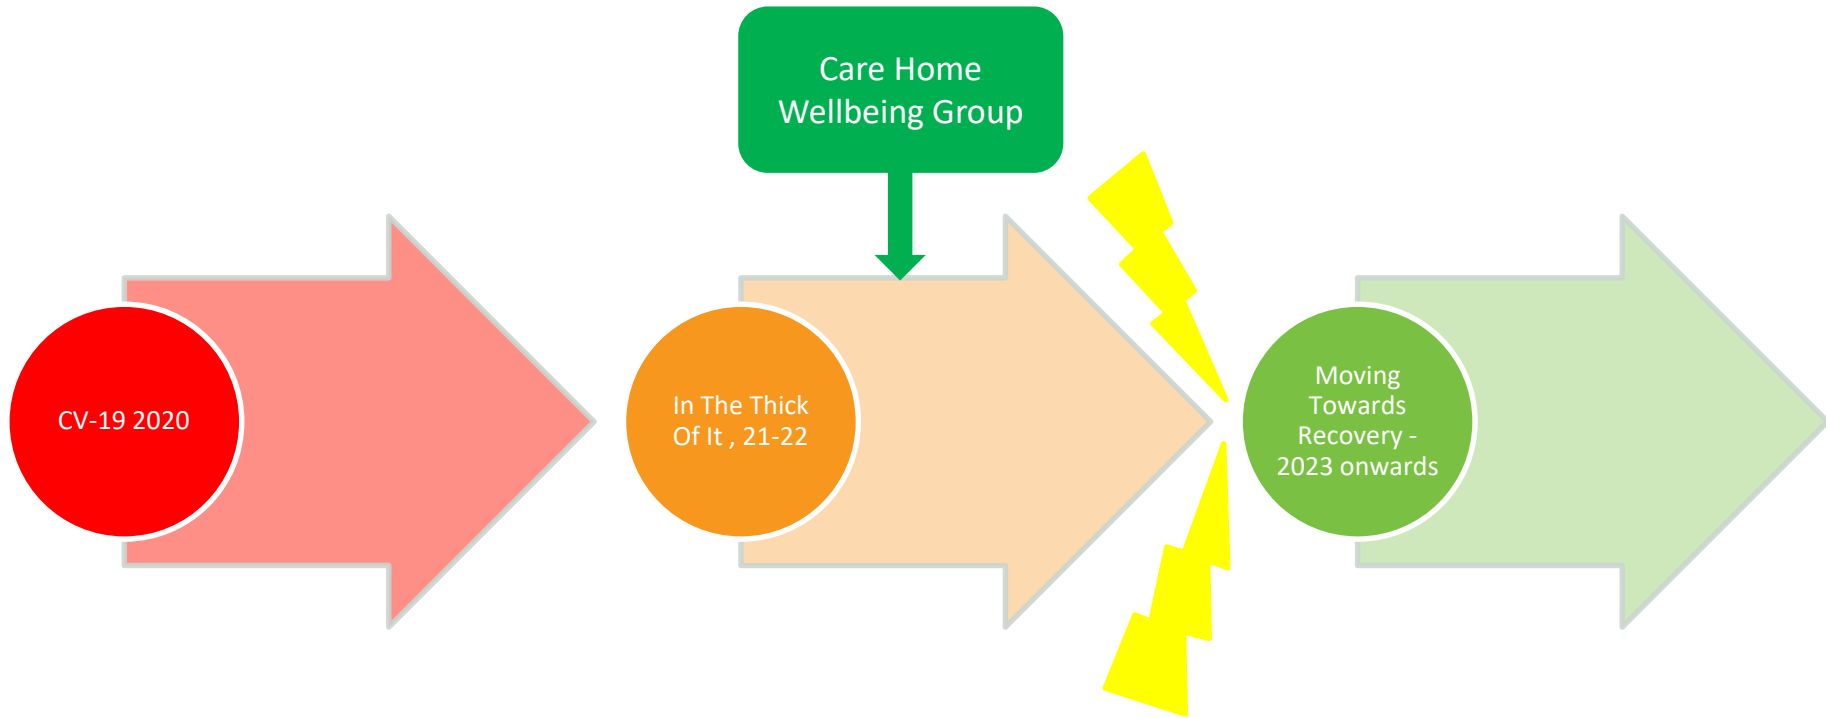 Care Home
Wellbeing Group
CV-19 2020
In The Thick
Of It , 21-22
Moving
Towards
Recovery -
2023 onwards